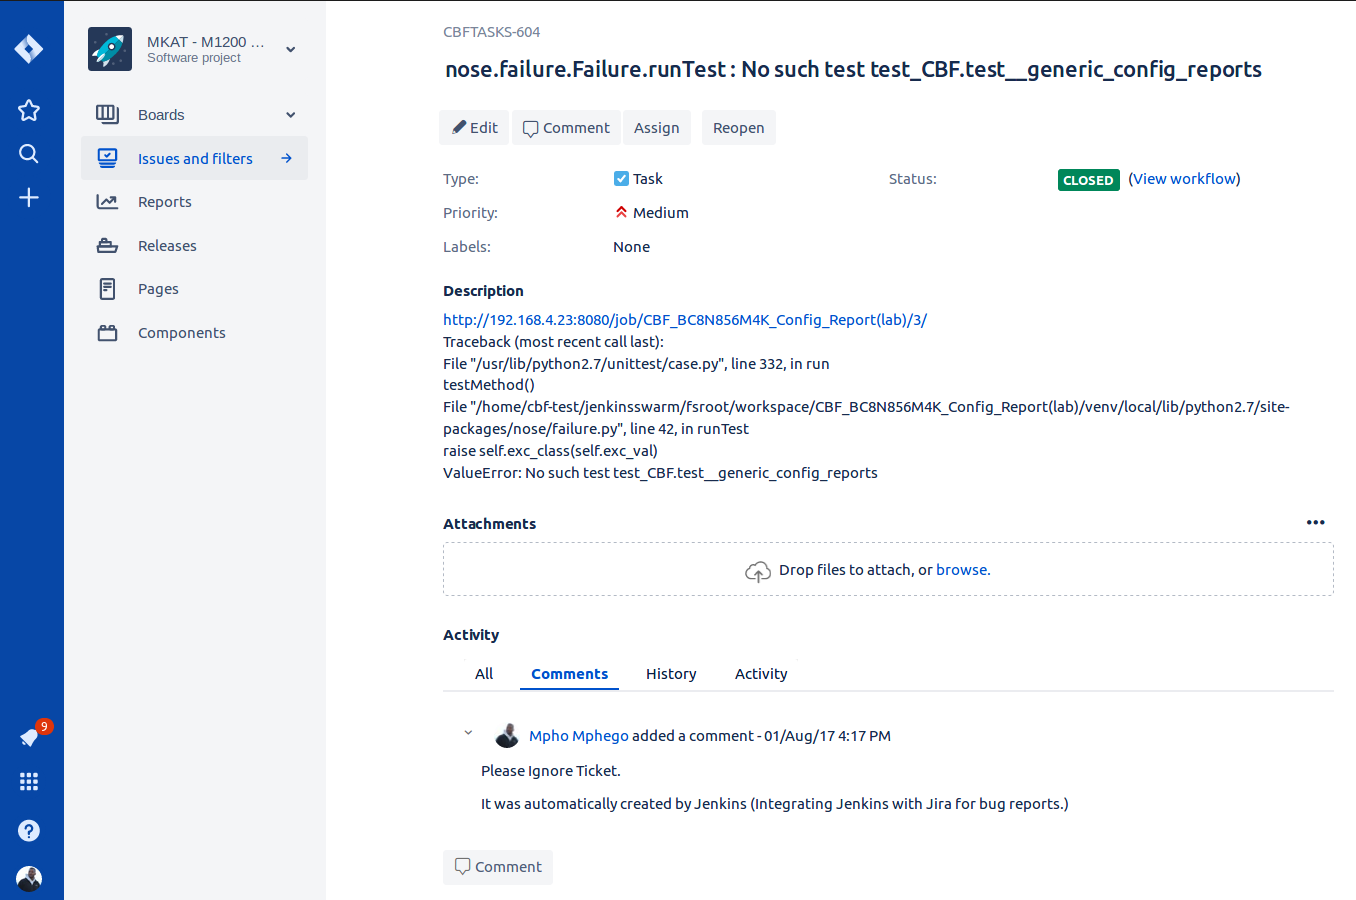 MKAT - M1200 ...
Software project
Boards
Issues and filters
Reports
Releases
Pages
Components
9
?
CBFTASKS-604
nose.failure.Failure.runTest : No such test test_CBF.test__generic_config_reports
Edit Comment Assign Reopen
Type: Task Status: CLOSED (View workflow)
Priority: Medium
Labels: None
Description
http://192.168.4.23:8080/job/CBF_BC8N856M4K_Config_Report(lab)/3/
Traceback (most recent call last):
File "/usr/lib/python2.7/unittest/case.py", line 332, in run
testMethod()
File "/home/cbf-test/jenkinsswarm/fsroot/workspace/CBF_BC8N856M4K_Config_Report(lab)/venv/local/lib/python2.7/site-
packages/nose/failure.py", line 42, in runTest
raise self.exc_class(self.exc_val)
ValueError: No such test test_CBF.test__generic_config_reports
Attachments
Drop files to attach, or browse.
Activity
All Comments History Activity
Mpho Mphego added a comment - 01/Aug/17 4:17 PM
Please Ignore Ticket.
It was automatically created by Jenkins (Integrating Jenkins with Jira for bug reports.)
Comment